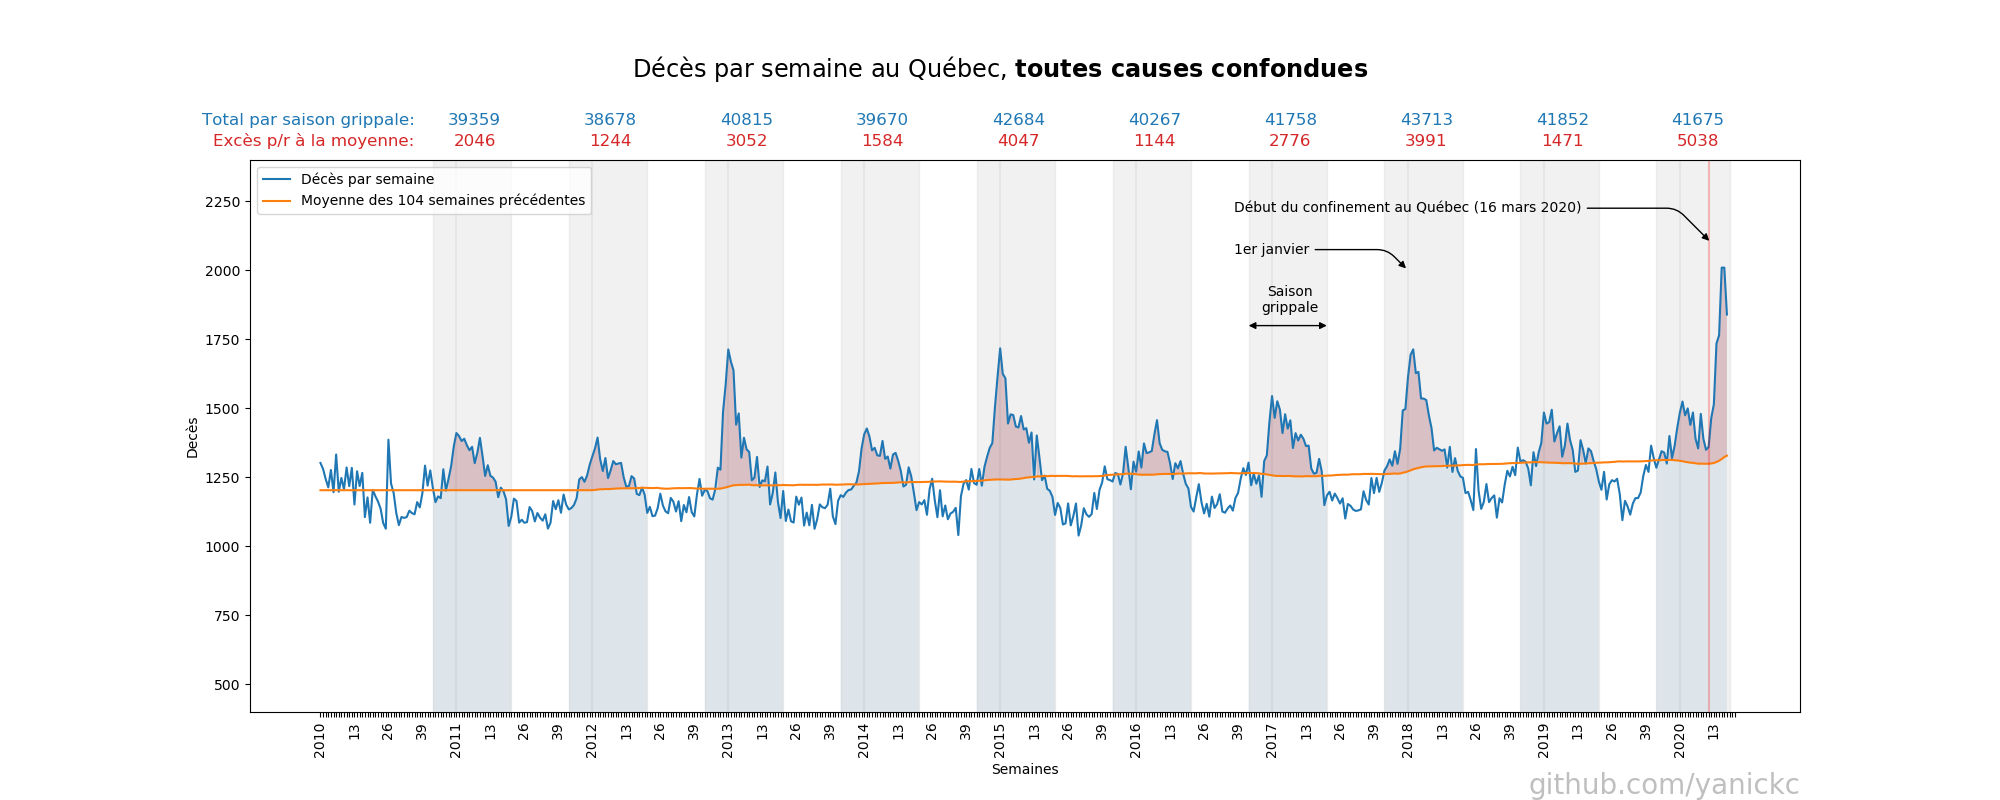 Décès par semaine au Québec, toutes causes confondues
Total par saison grippale: 39359 38678 40815 39670 42684 40267 41758 43713 41852 41675
Excès p/r à la moyenne: 2046 1244 3052 1584 4047 1144 2776 3991 1471 5038
Décès par semaine
Moyenne des 104 semaines précédentes
Début du confinement au Québec (16 mars 2020)
1er janvier
Saison
grippale
Decès
2250
2000
1750
1500
1250
1000
750
500
2010 13 26 39 2011 13 26 39 2012 13 26 39 2013 13 26 39 2014 13 26 39 2015 13 26 39 2016 13 26 39 2017 13 26 39 2018 13 26 39 2019 13 26 39 2020 13
Semaines
github.com/yanickc